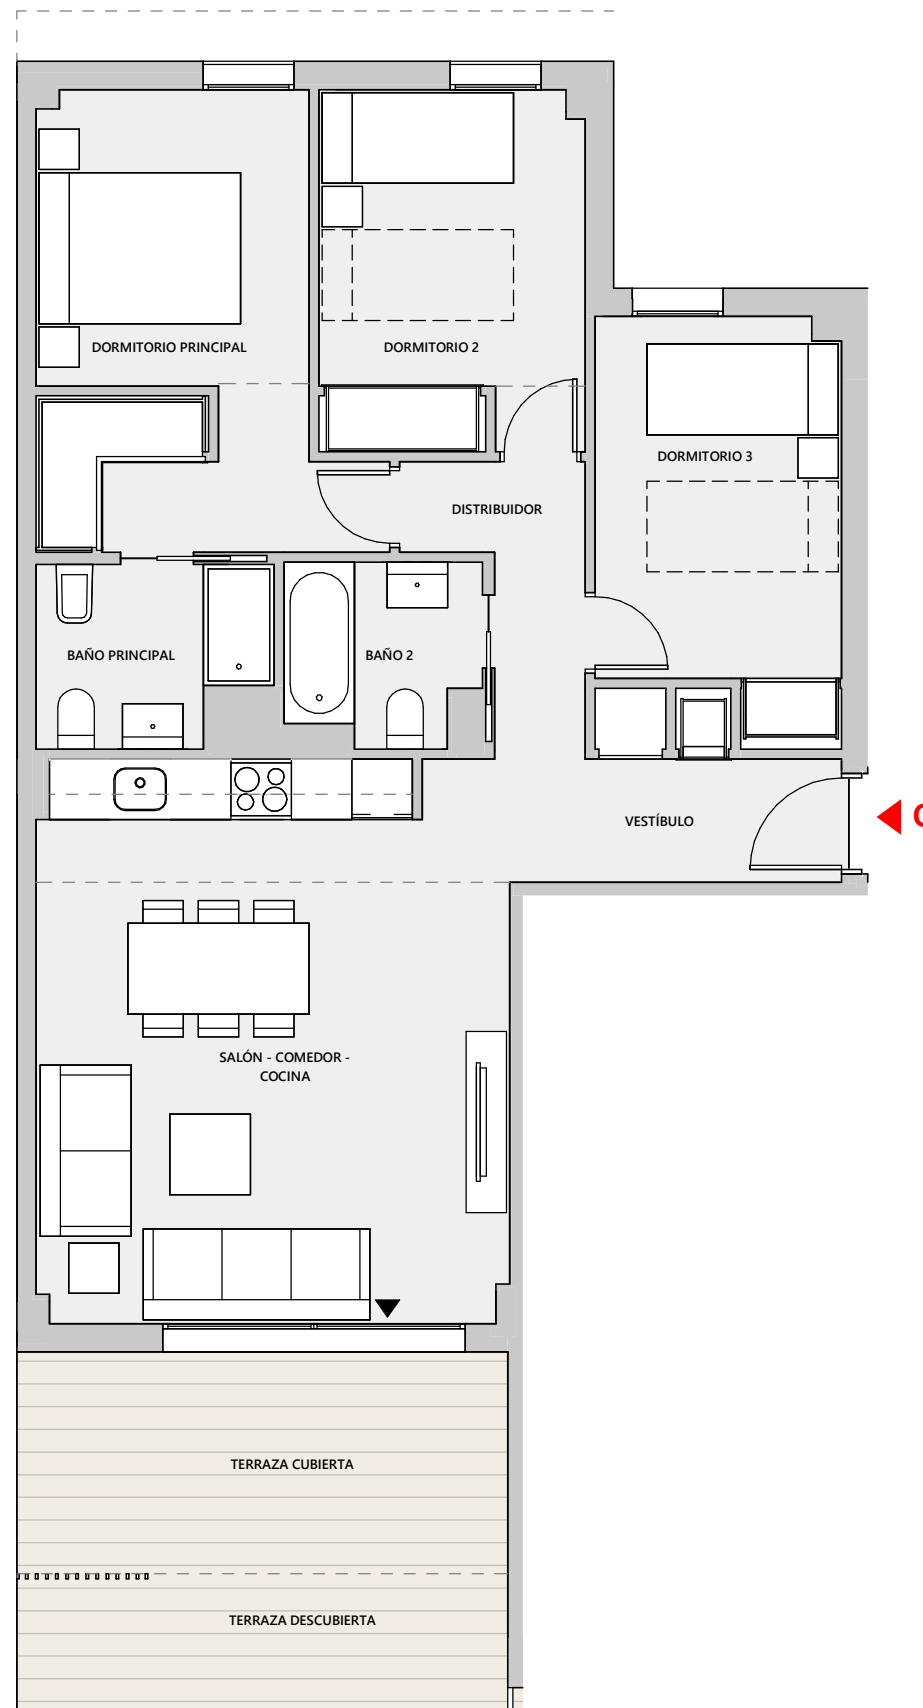 DORMITORIO PRINCIPAL
DORMITORIO 2
DORMITORIO 3
DISTRIBUIDOR
BAÑO PRINCIPAL
BAÑO 2
VESTÍBULO
SALÓN - COMEDOR -
COCINA
TERRAZA CUBIERTA
TERRAZA DESCUBIERTA